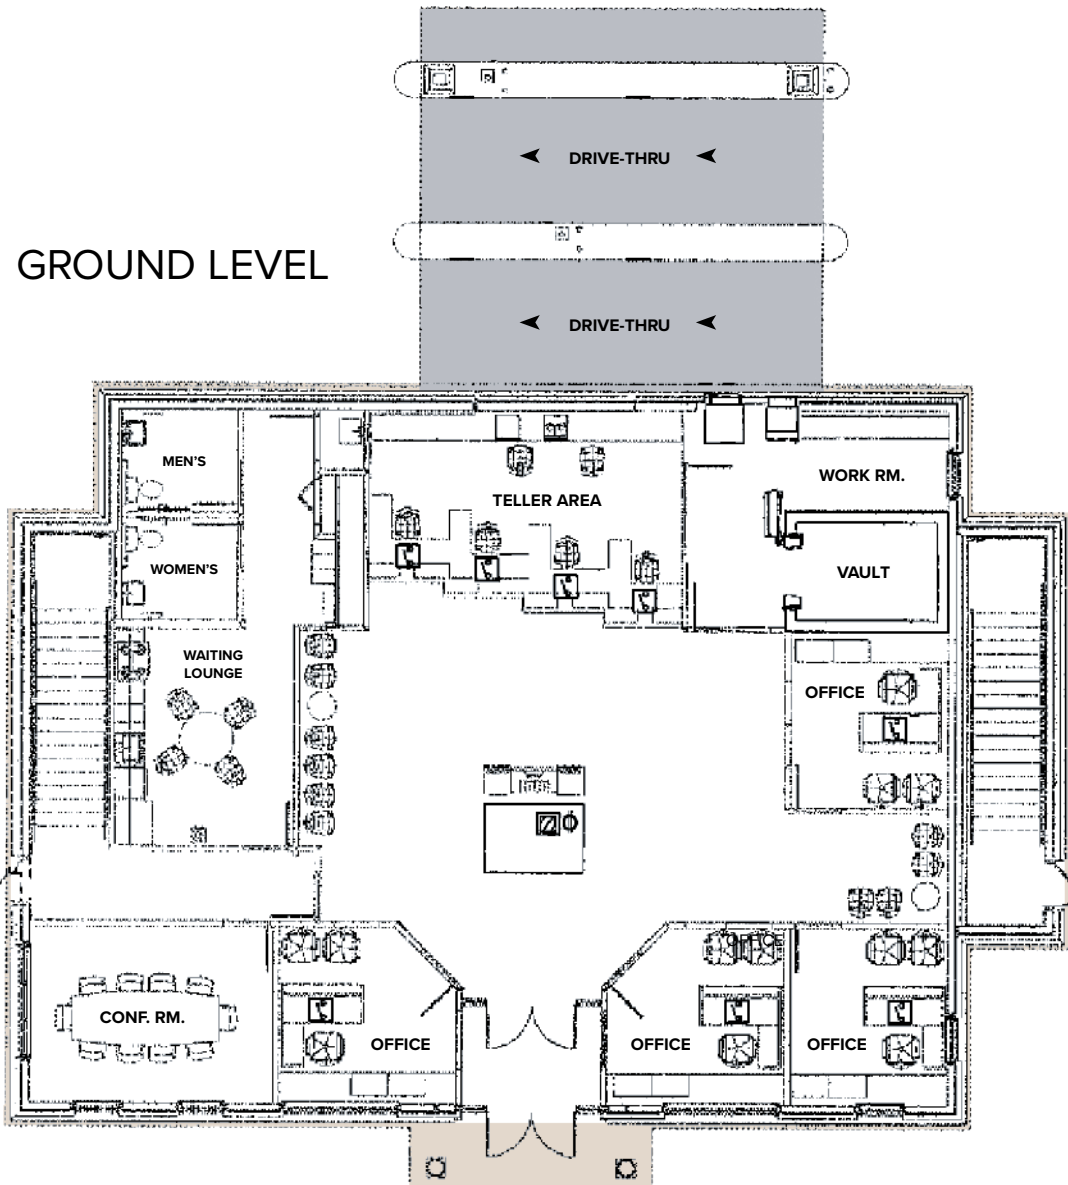 DRIVE-THRU
GROUND LEVEL
DRIVE-THRU
MEN'S
WORK RM.
TELLER AREA
WOMEN'S
VAULT
WAITING
LOUNGE
OFFICE
CONF. RM.
OFFICE
OFFICE
OFFICE